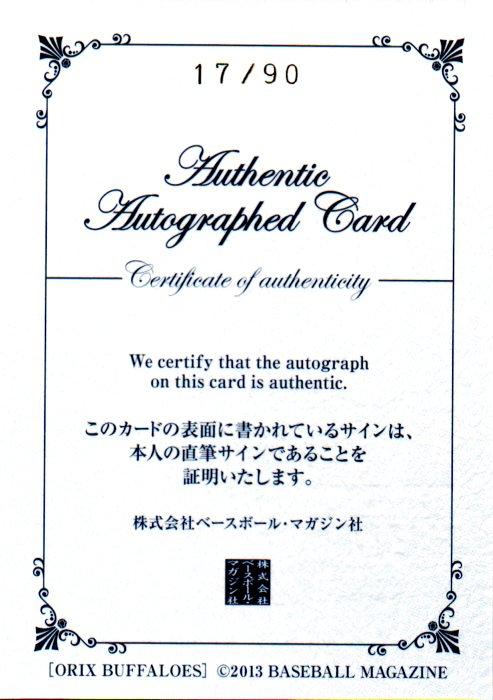 17/90
Authentic
Autographed Card
Certificate of authenticity
We certify that the autograph
on this card is authentic.
このカードの表面に書かれているサインは、
本人の直筆サインであることを
証明いたします。
株式会社ベースボール・マガジン社
株式会社
ベースボール・
マガジン社
[ORIX BUFFALOES] ©2013 BASEBALL MAGAZINE